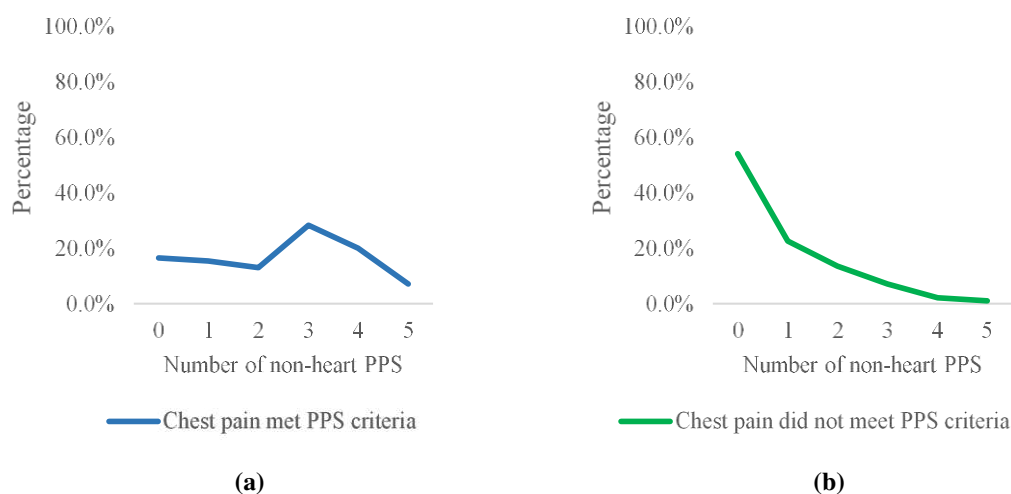 100.0%
80.0%
60.0%
40.0%
20.0%
0.0%
Percentage
0 1 2 3 4 5
Number of non-heart PPS
Chest pain met PPS criteria
(a)
100.0%
80.0%
60.0%
40.0%
20.0%
0.0%
Percentage
0 1 2 3 4 5
Number of non-heart PPS
Chest pain did not meet PPS criteria
(b)